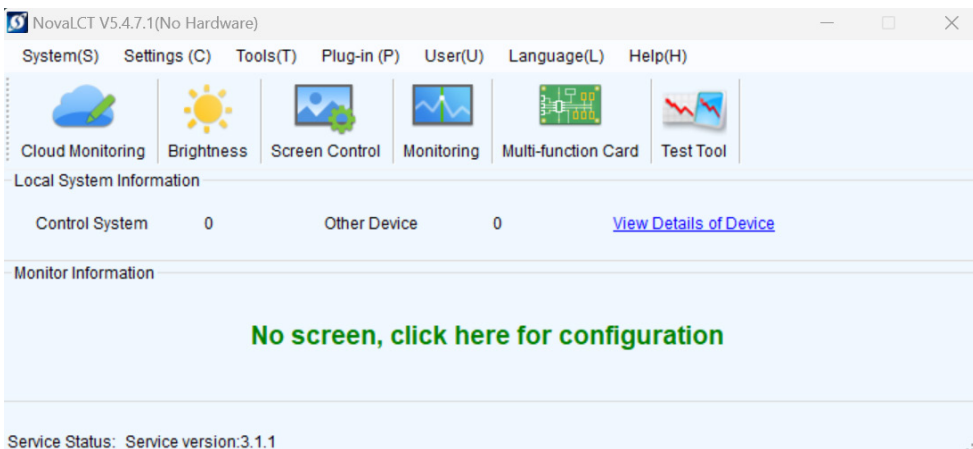 NovaLCT V5.4.7.1(No Hardware)
System(S) Settings (C) Tools(T) Plug-in (P) User(U) Language(L) Help(H)
Cloud Monitoring Brightness Screen Control Monitoring Multi-function Card Test Tool
Local System Information
Control System 0 Other Device 0 View Details of Device
Monitor Information
No screen, click here for configuration
Service Status: Service version:3.1.1